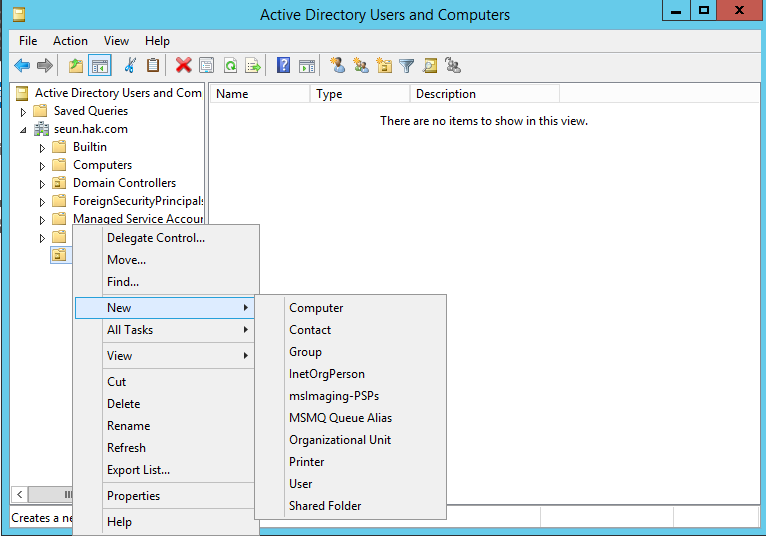 Active Directory Users and Computers
X
File Action View Help
Active Directory Users and Com
Saved Queries
seun.hak.com
Builtin
Computers
Domain Controllers
ForeignSecurityPrincipals
Managed Service Accour
Name Type Description
There are no items to show in this view.
Delegate Control...
Move...
Find...
New
All Tasks
View
Cut
Delete
Rename
Refresh
Export List...
Properties
Help
Computer
Contact
Group
InetOrgPerson
msImaging-PSPs
MSMQ Queue Alias
Organizational Unit
Printer
User
Shared Folder
Creates a ne